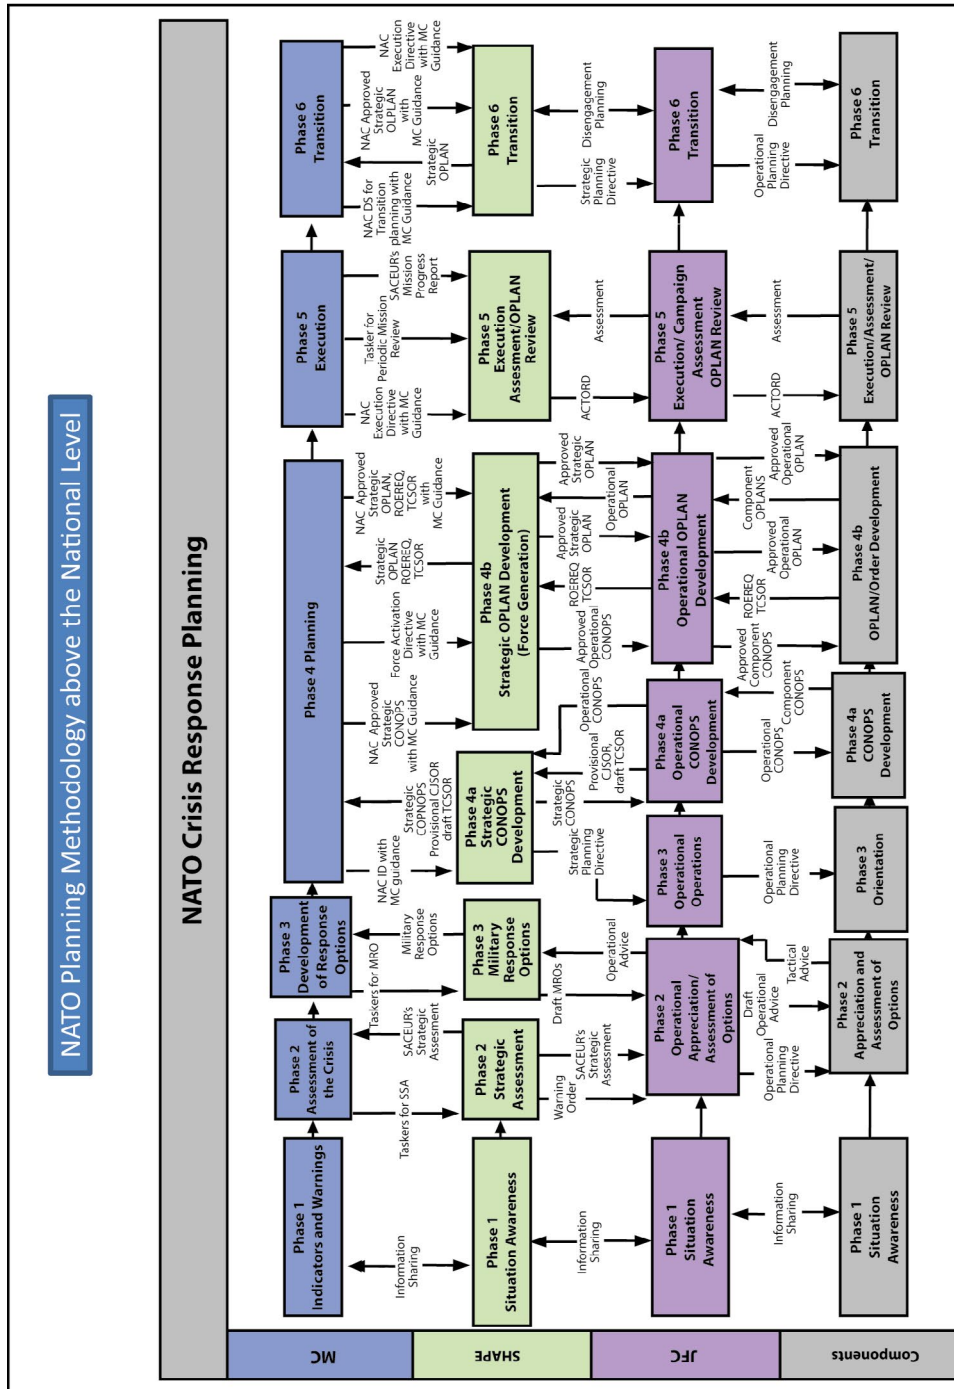 NATO Planning Methodology above the National Level
NATO Crisis Response Planning
MC
Phase 1
Indicators and Warnings
Phase 2
Assessment of
the Crisis
Phase 3
Development
of Response
Options
Phase 4 Planning
Phase 5
Execution
Phase 6
Transition
Information
Sharing
Taskers for SSA
SACEUR's
Strategic
Assesment
Taskers for MRO
Military
Response
Options
NAC ID with
MC guidance
Strategic
COPNOPS
Provisional CJSOR
draft TCSOR
NAC Approved
Strategic
CONOPS
with MC Guidance
Force Activation
Directive with MC
Guidance
Strategic
OPLAN
ROEREQ,
TCSOR
NAC Approved
Strategic
OPLAN,
ROEREQ,
TCSOR
with
MC Guidance
NAC
Execution
Directive with MC
Guidance
Tasker for
Periodic Mission
Review
SACEUR's
Mission
Progress
Report
NAC DS for
Transition
planning with
MC Guidance
Strategic
OPLAN
NAC Approved
Strategic
OLPLAN
with
MC Guidance
NAC
Execution
Directive
with MC
Guidance
SHAPE
Phase 1
Situation Awareness
Phase 2
Strategic
Assessment
Phase 3
Military
Response
Options
Phase 4a
Strategic
CONOPS
Development
Phase 4b
Strategic OPLAN Development
(Force Generation)
Phase 5
Execution
Assesment/OPLAN
Review
Phase 6
Transition
Information
Sharing
Warning
Order
SACEUR's
Strategic
Assessment
Draft MROs
Operational
Advice
Strategic
Planning
Directive
Strategic
CONOPS
Provisional
CJSOR,
draft TCSOR
Operational
CONOPS
Approved
Operational
CONOPS
ROEREQ
TCSOR
Approved
Strategic
OPLAN
Operational
OPLAN
Approved
Strategic
OPLAN
ACTORD
Assessment
Strategic
Planning
Directive
Disengagement
Planning
JFC
Phase 1
Situation
Awareness
Phase 2
Operational
Appreciation/
Assessment of
Options
Phase 3
Operational
Operations
Phase 4a
Operational
CONOPS
Development
Phase 4b
Operational OPLAN
Development
Phase 5
Execution/ Campaign
Assessment
OPLAN Review
Phase 6
Transition
Information
Sharing
Operational
Planning
Directive
Draft
Operational
Advice
Tactical
Advice
Operational
Planning
Directive
Operational
CONOPS
Component
CONOPS
Approved
Component
CONOPS
ROEREQ
TCSOR
Approved
Operational
OPLAN
Component
OPLANS
Approved
Operational
OPLAN
ACTORD
Assessment
Operational
Planning
Directive
Disengagement
Planning
Components
Phase 1
Situation
Awareness
Phase 2
Appreciation and
Assessment of
Options
Phase 3
Orientation
Phase 4a
CONOPS
Development
Phase 4b
OPLAN/Order Development
Phase 5
Execution/Assessment/
OPLAN Review
Phase 6
Transition